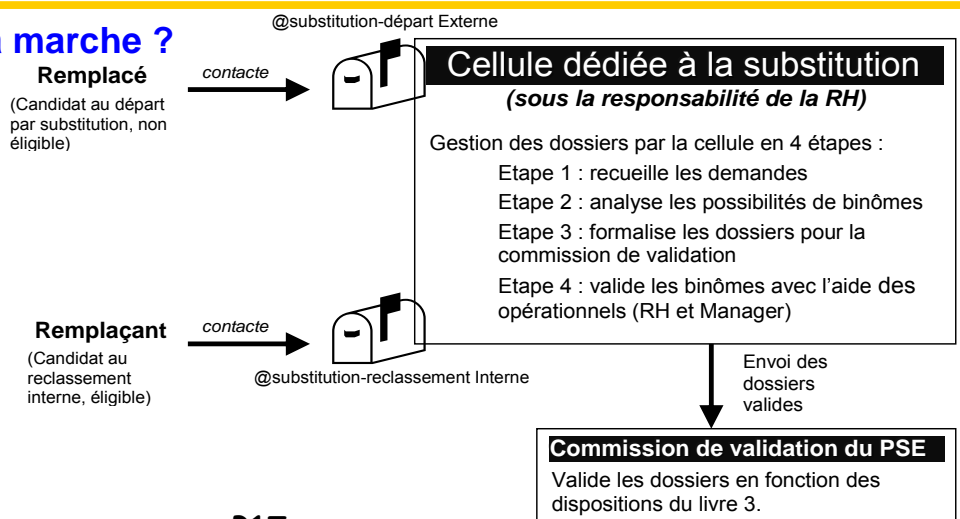 @substitution-départ Externe
marche ?
Remplacé
contacte
(Candidat au départ
par substitution, non
éligible)
Cellule dédiée à la substitution
(sous la responsabilité de la RH)
Gestion des dossiers par la cellule en 4 étapes :
Etape 1 : recueille les demandes
Etape 2 : analyse les possibilités de binômes
Etape 3 : formalise les dossiers pour la
commission de validation
Etape 4 : valide les binômes avec l'aide des
opérationnels (RH et Manager)
Remplaçant
contacte
(Candidat au
reclassement
interne, éligible)
@substitution-reclassement Interne
Envoi des
dossiers
valides
Commission de validation du PSE
Valide les dossiers en fonction des
dispositions du livre 3.